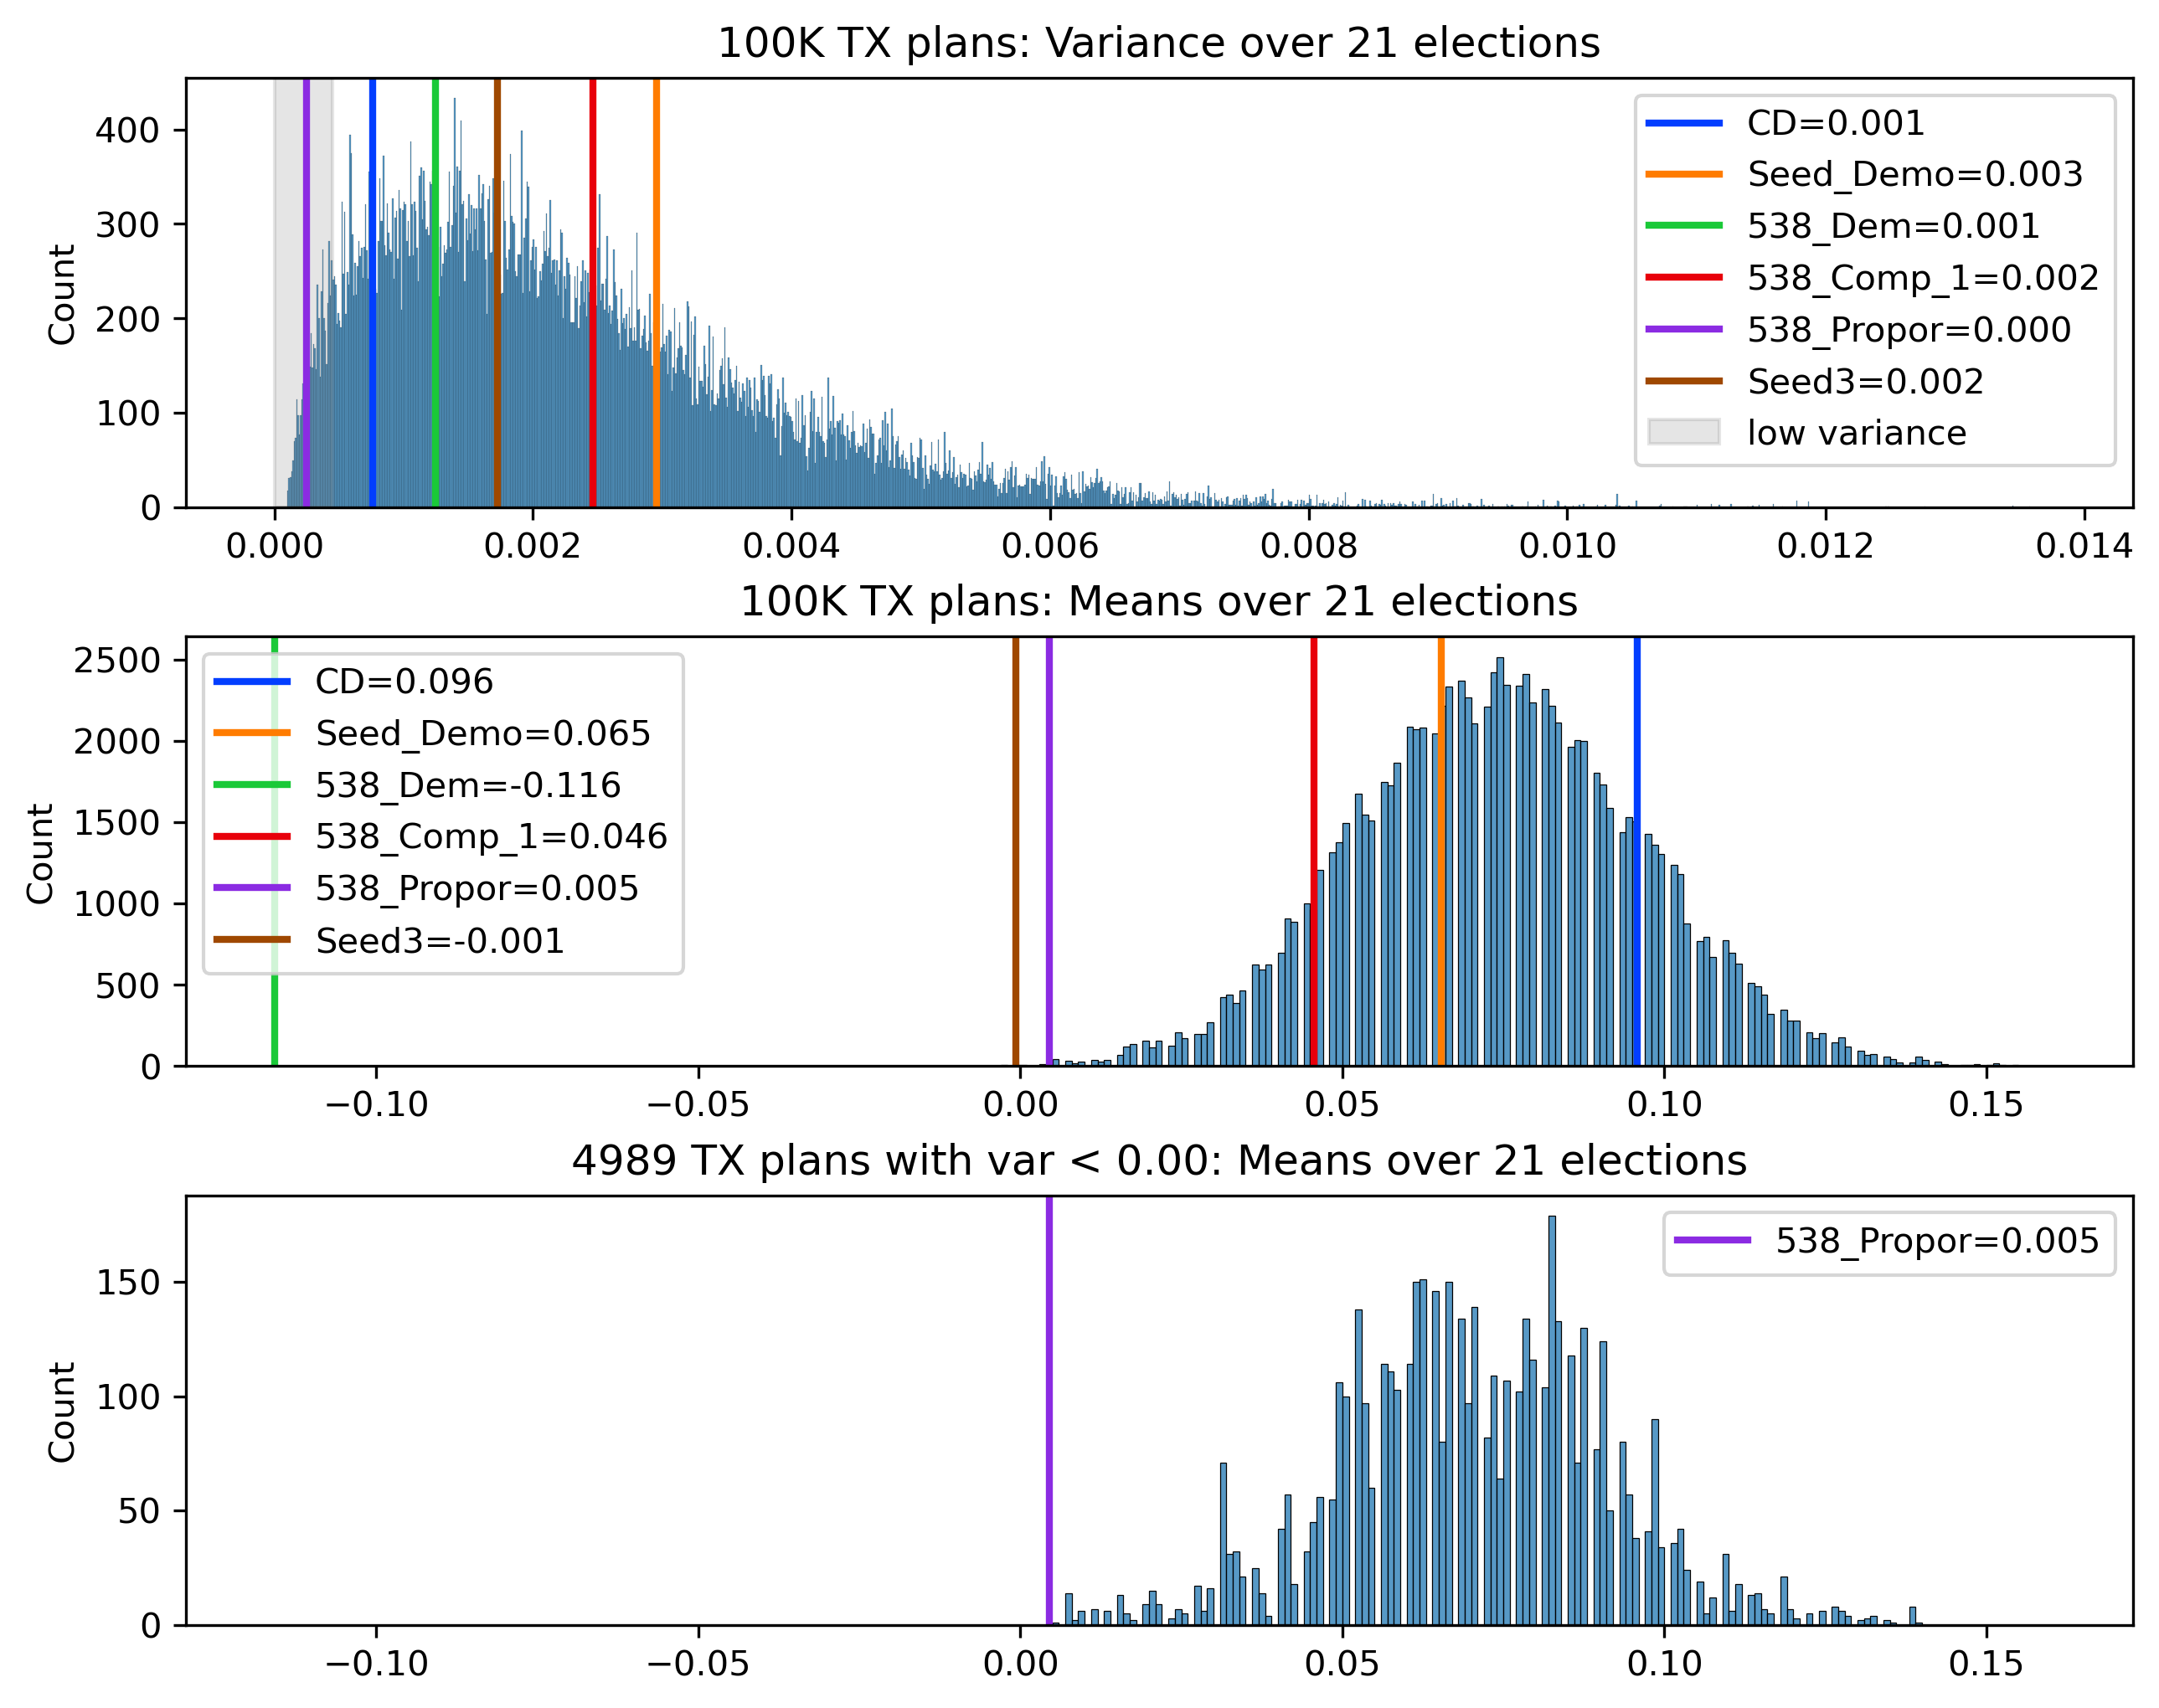 100K TX plans: Variance over 21 elections
Count
400
300
200
100
0
0.000 0.002 0.004 0.006 0.008 0.010 0.012 0.014
CD=0.001
Seed_Demo=0.003
538_Dem=0.001
538_Comp_1=0.002
538_Propor=0.000
Seed3=0.002
low variance
100K TX plans: Means over 21 elections
Count
2500
2000
1500
1000
500
0
−0.10 −0.05 0.00 0.05 0.10 0.15
CD=0.096
Seed_Demo=0.065
538_Dem=-0.116
538_Comp_1=0.046
538_Propor=0.005
Seed3=-0.001
4989 TX plans with var < 0.00: Means over 21 elections
Count
150
100
50
0
−0.10 −0.05 0.00 0.05 0.10 0.15
538_Propor=0.005